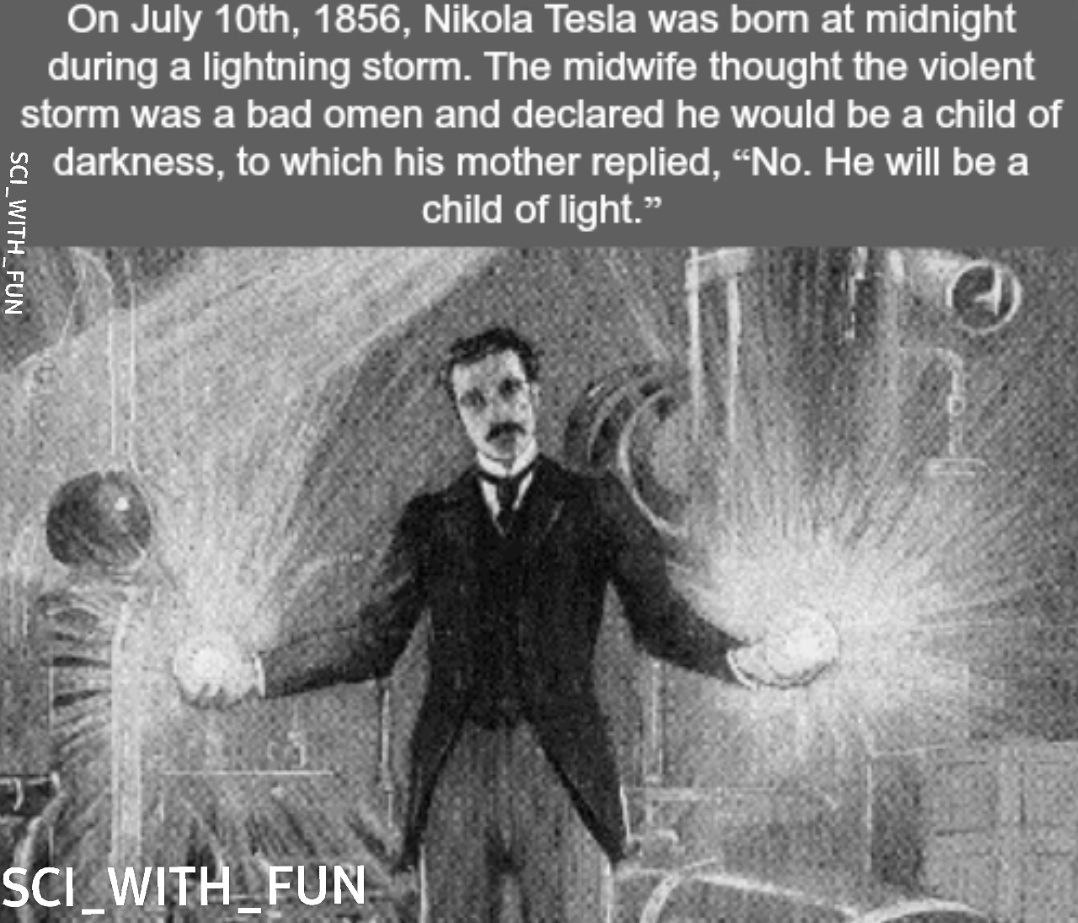 On July 10th, 1856, Nikola Tesla was born at midnight
during a lightning storm. The midwife thought the violent
storm was a bad omen and declared he would be a child of
darkness, to which his mother replied, “No. He will be a
child of light.”
SCI_WITH_FUN
SCI_WITH_FUN